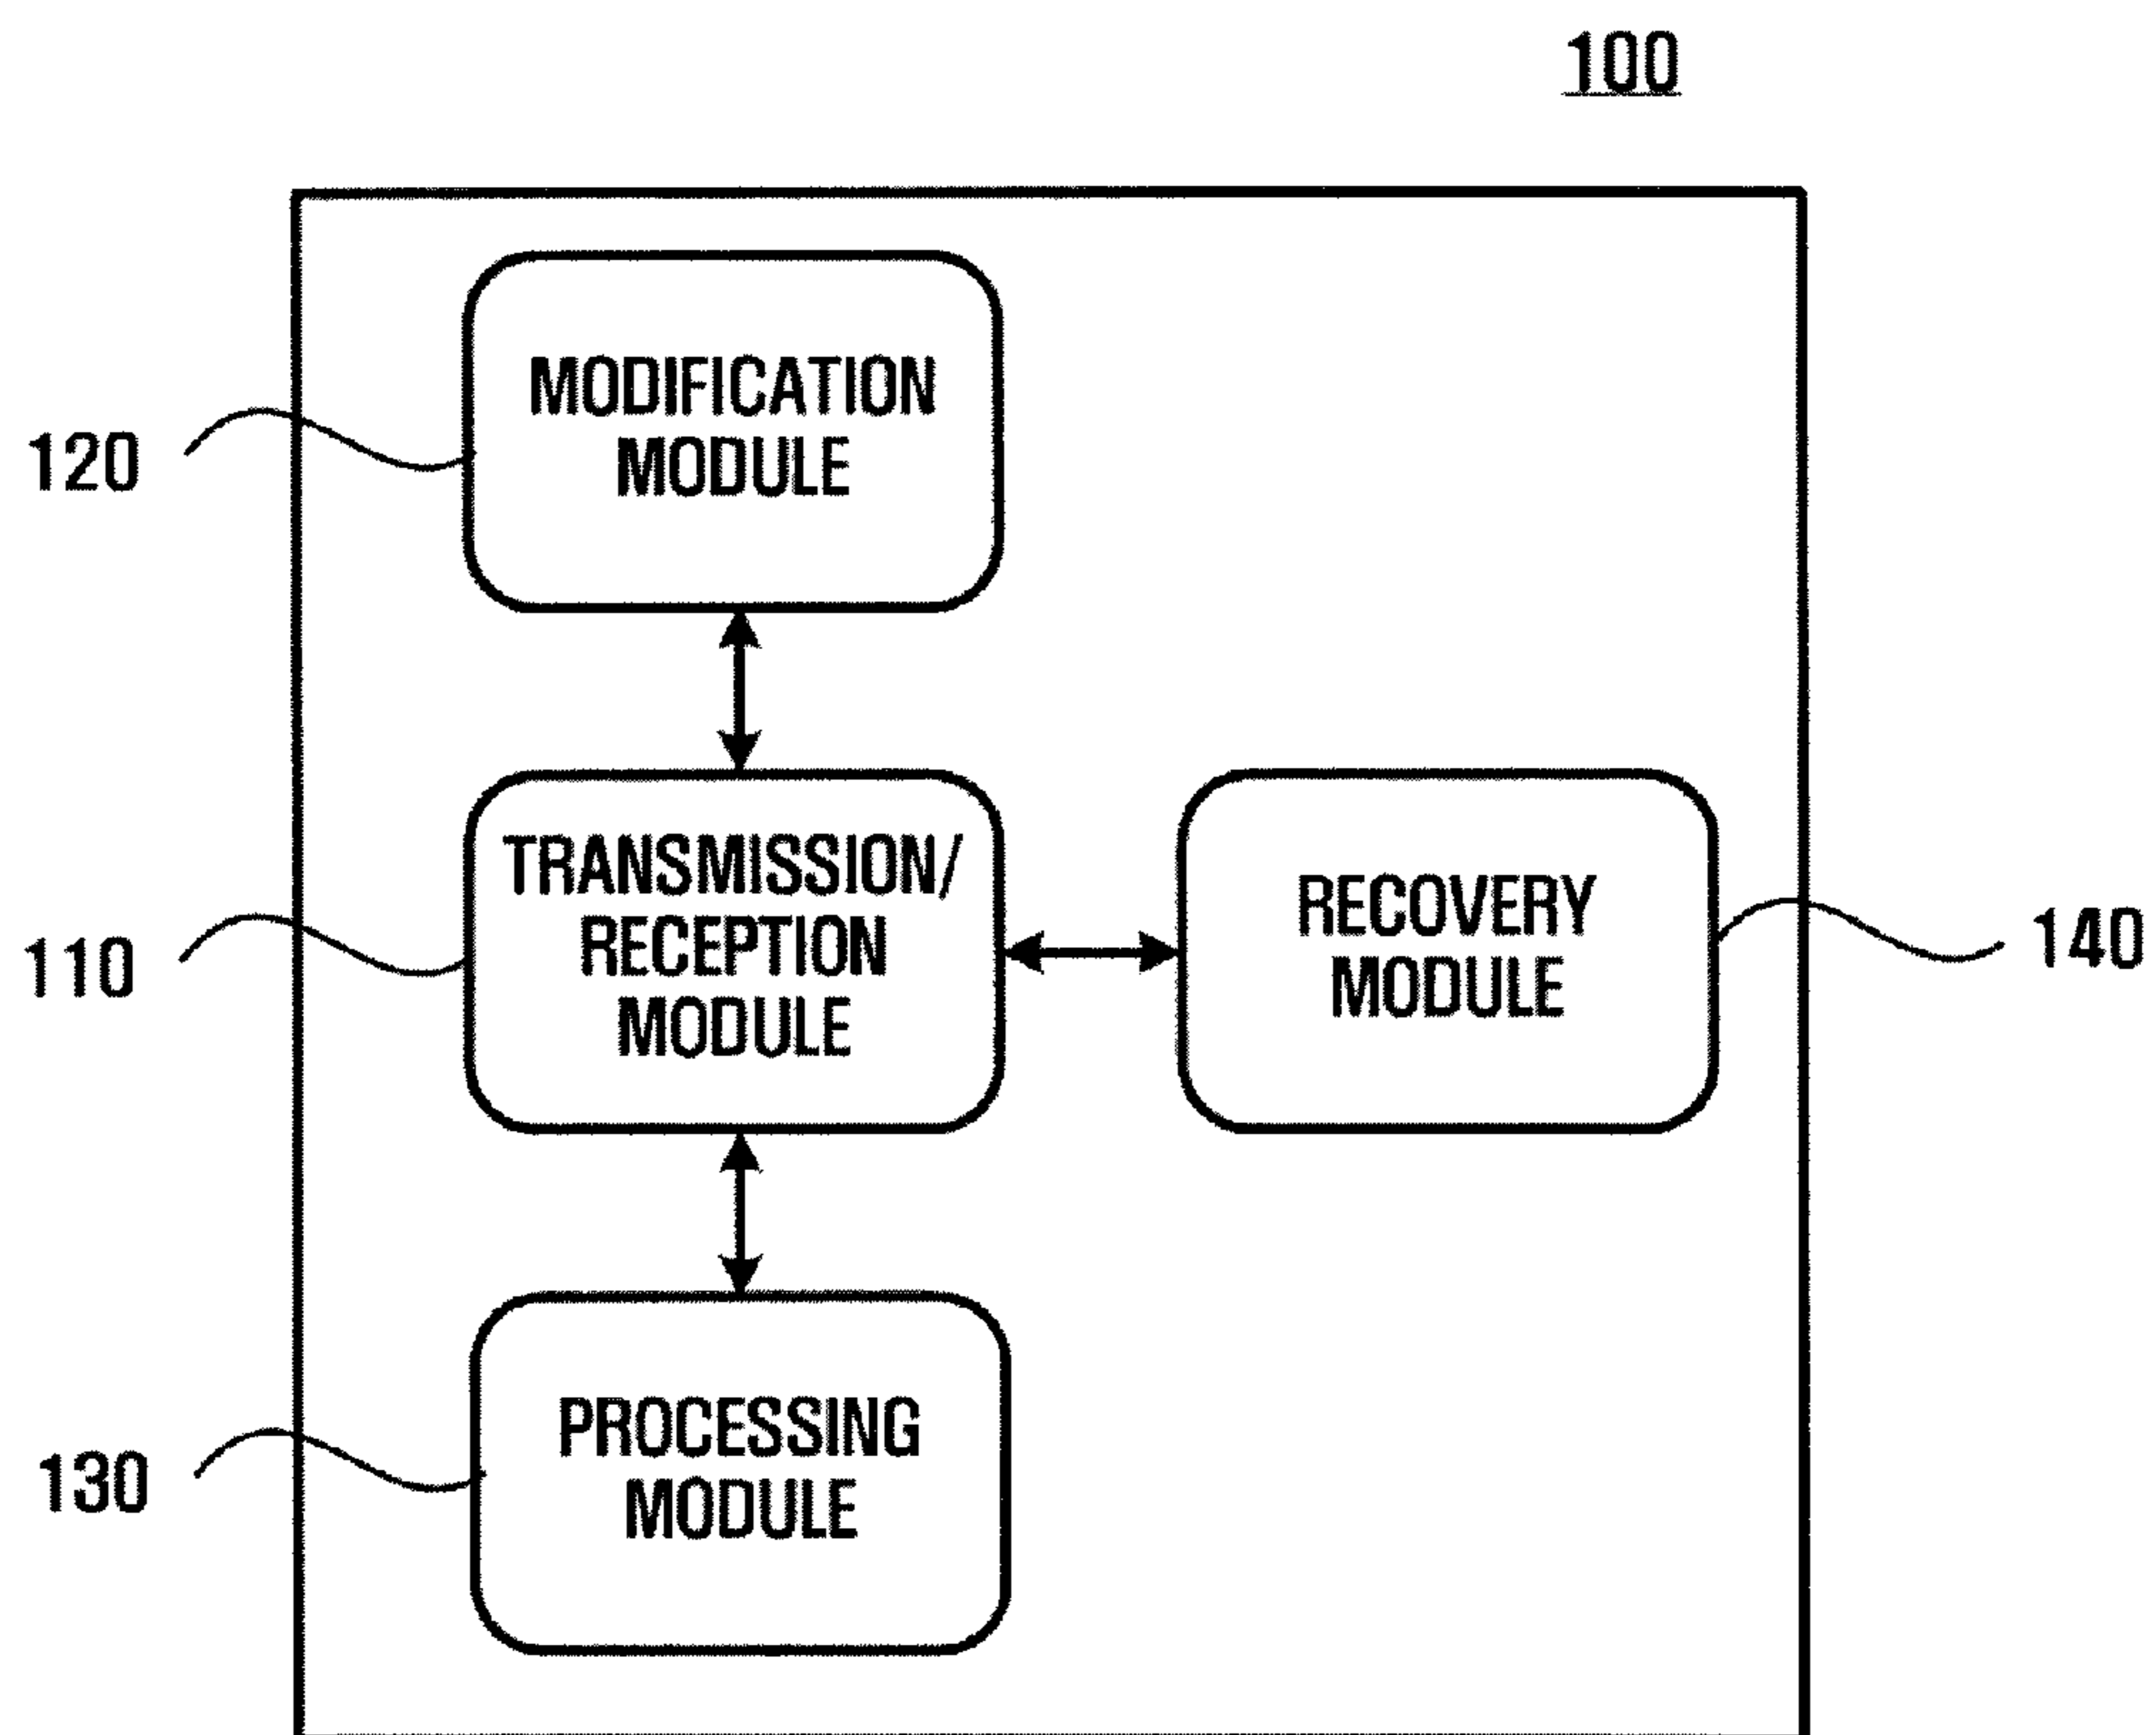 100
MODIFICATION
MODULE
120
TRANSMISSION/
RECEPTION
MODULE
110
RECOVERY
MODULE
140
PROCESSING
MODULE
130